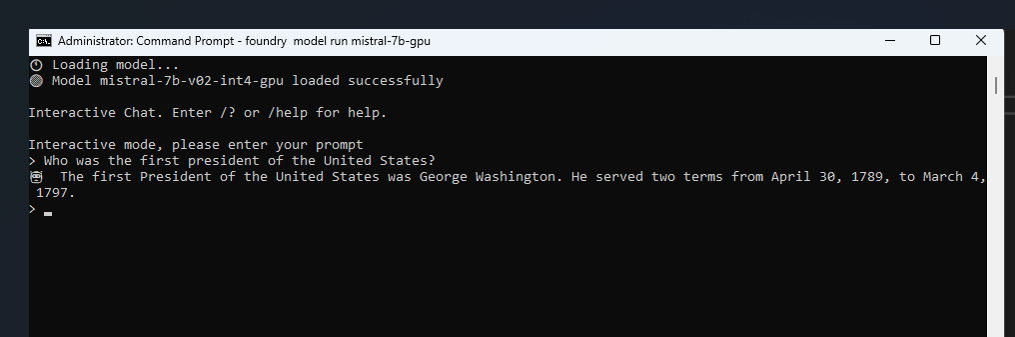 Administrator: Command Prompt - foundry  model run mistral-7b-gpu
Loading model...
Model mistral-7b-v02-int4-gpu loaded successfully
Interactive Chat. Enter /? or /help for help.
Interactive mode, please enter your prompt
> Who was the first president of the United States?
The first President of the United States was George Washington. He served two terms from April 30, 1789, to March 4,
1797.
>